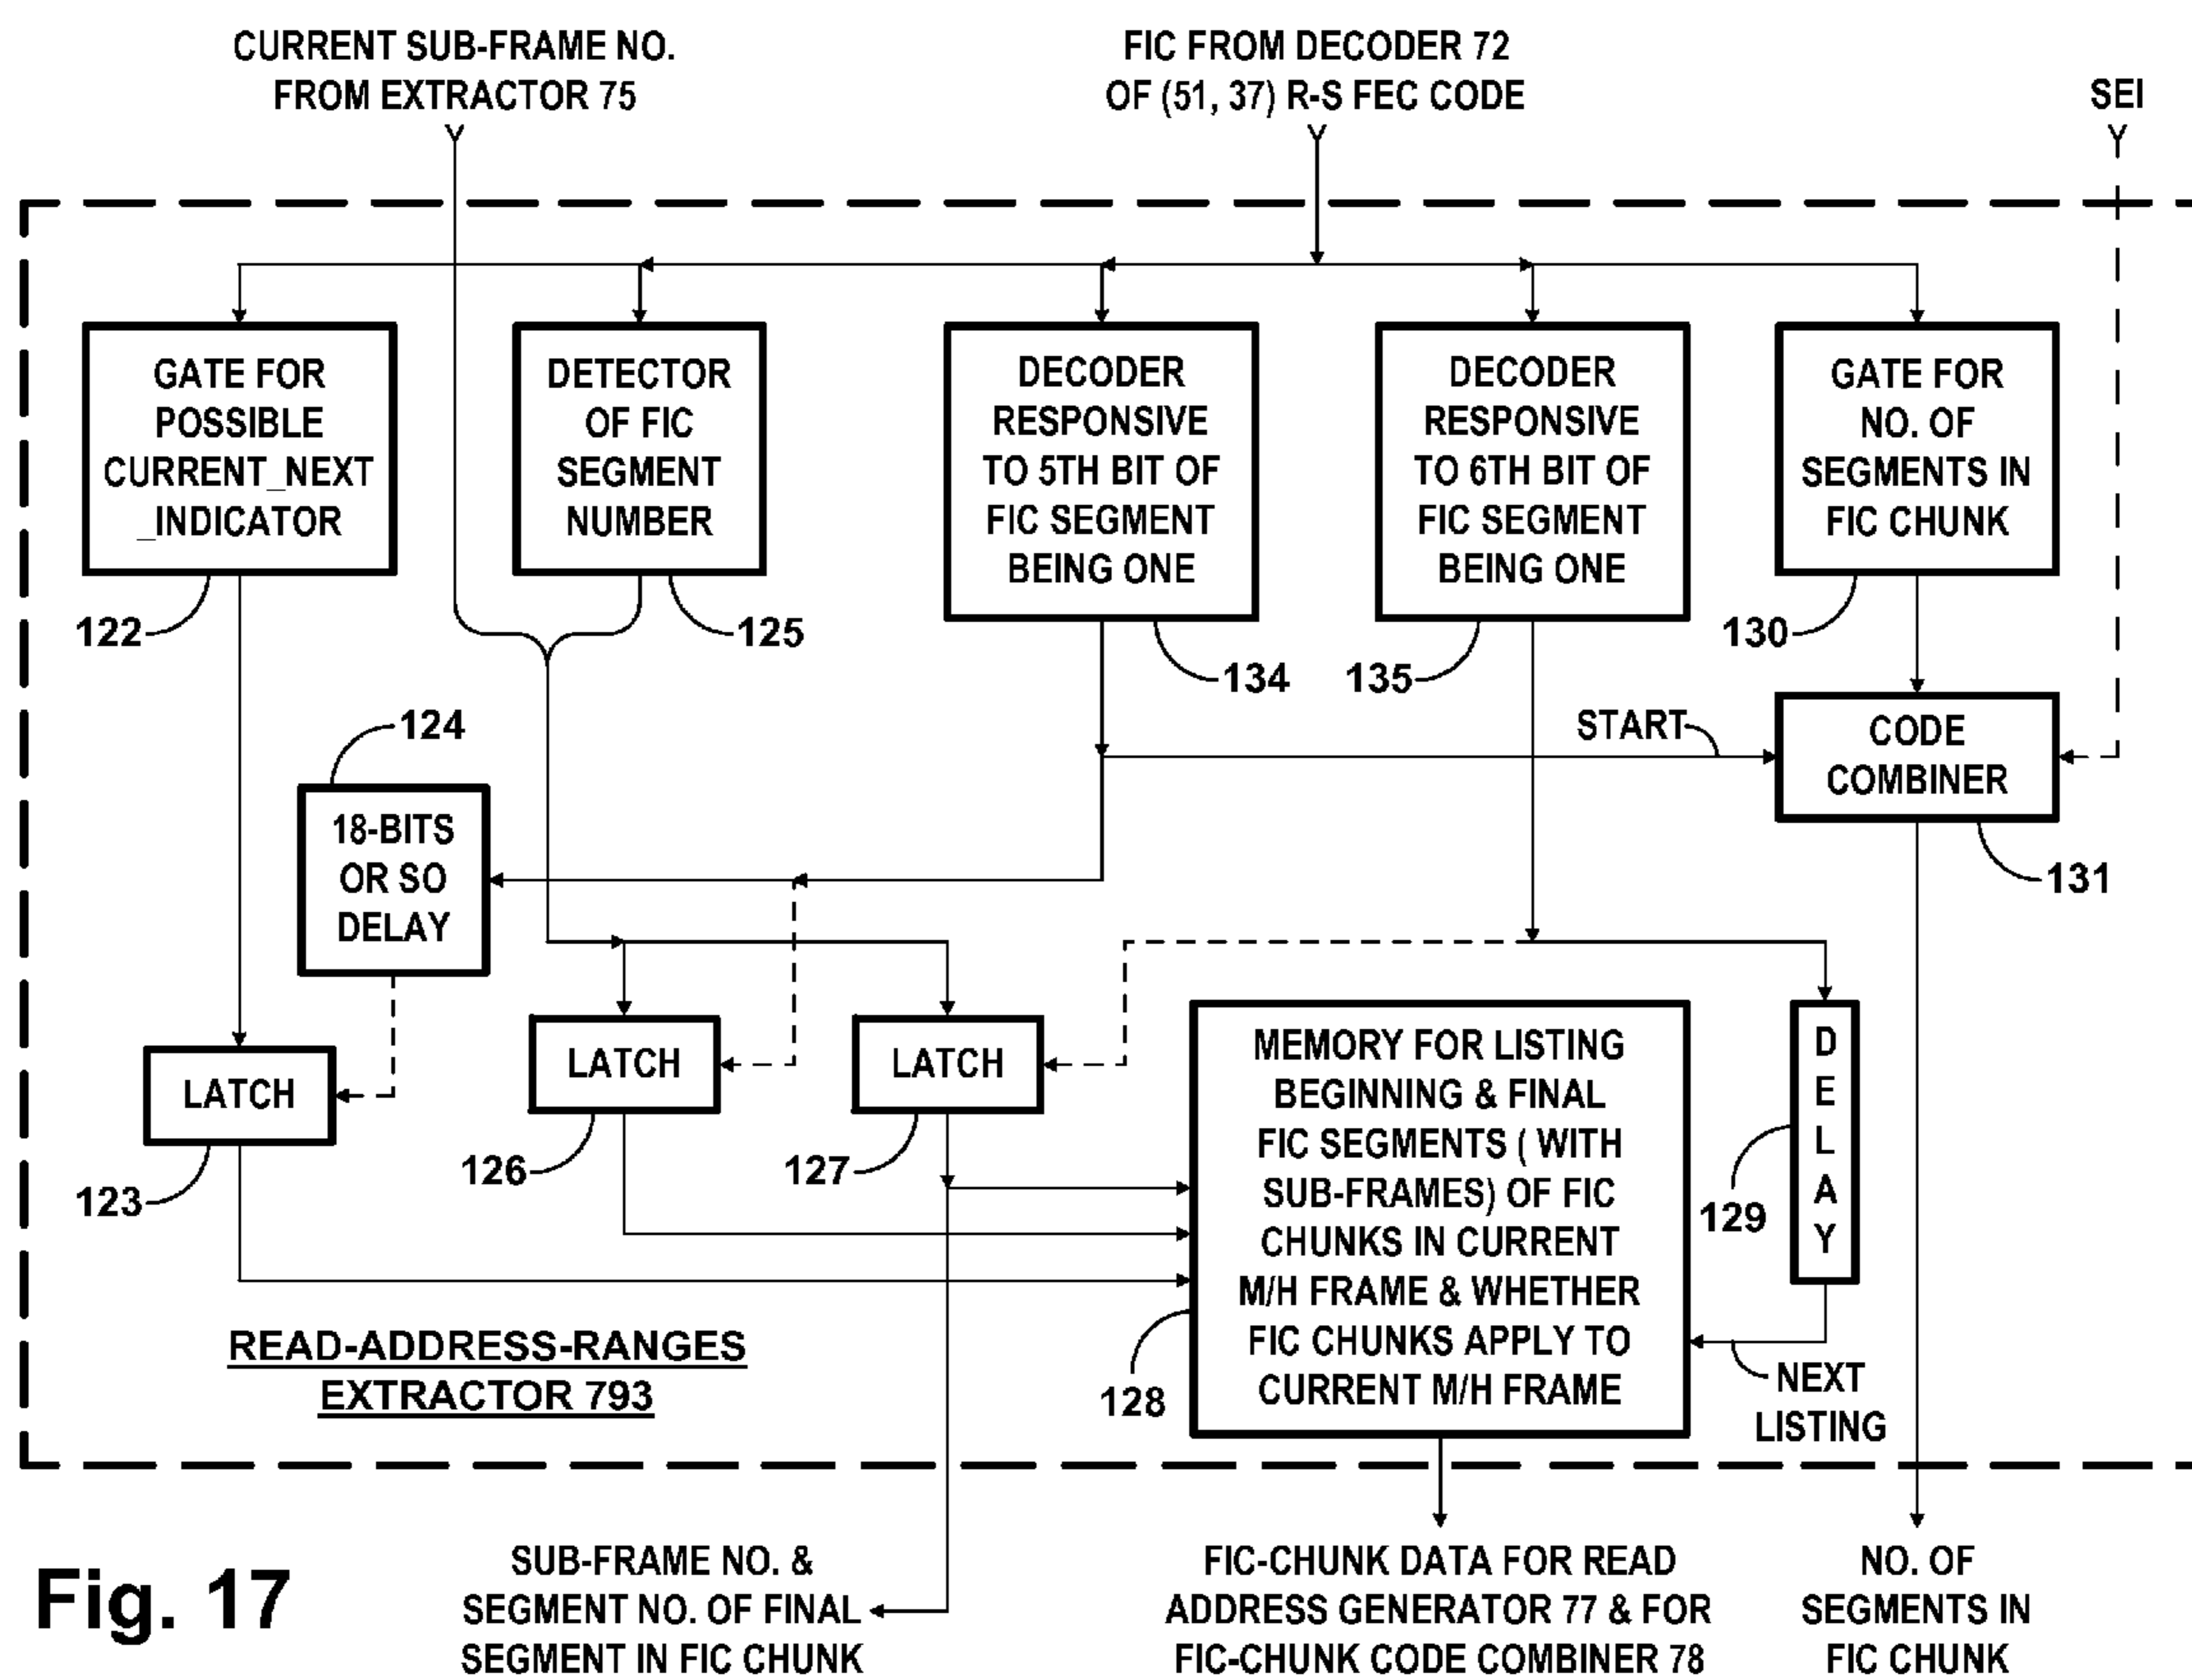 CURRENT SUB-FRAME NO.
FROM EXTRACTOR 75
FIC FROM DECODER 72
OF (51, 37) R-S FEC CODE
SEI
GATE FOR
POSSIBLE
CURRENT_NEXT
_INDICATOR
122
DETECTOR
OF FIC
SEGMENT
NUMBER
125
DECODER
RESPONSIVE
TO 5TH BIT OF
FIC SEGMENT
BEING ONE
134
DECODER
RESPONSIVE
TO 6TH BIT OF
FIC SEGMENT
BEING ONE
135
GATE FOR
NO. OF
SEGMENTS IN
FIC CHUNK
130
START
CODE
COMBINER
131
124
18-BITS
OR SO
DELAY
LATCH
123
LATCH
126
LATCH
127
MEMORY FOR LISTING
BEGINNING & FINAL
FIC SEGMENTS ( WITH
SUB-FRAMES) OF FIC
CHUNKS IN CURRENT
M/H FRAME & WHETHER
FIC CHUNKS APPLY TO
CURRENT M/H FRAME
128
DELAY
129
NEXT
LISTING
READ-ADDRESS-RANGES
EXTRACTOR 793
Fig. 17
SUB-FRAME NO. &
SEGMENT NO. OF FINAL
SEGMENT IN FIC CHUNK
FIC-CHUNK DATA FOR READ
ADDRESS GENERATOR 77 & FOR
FIC-CHUNK CODE COMBINER 78
NO. OF
SEGMENTS IN
FIC CHUNK